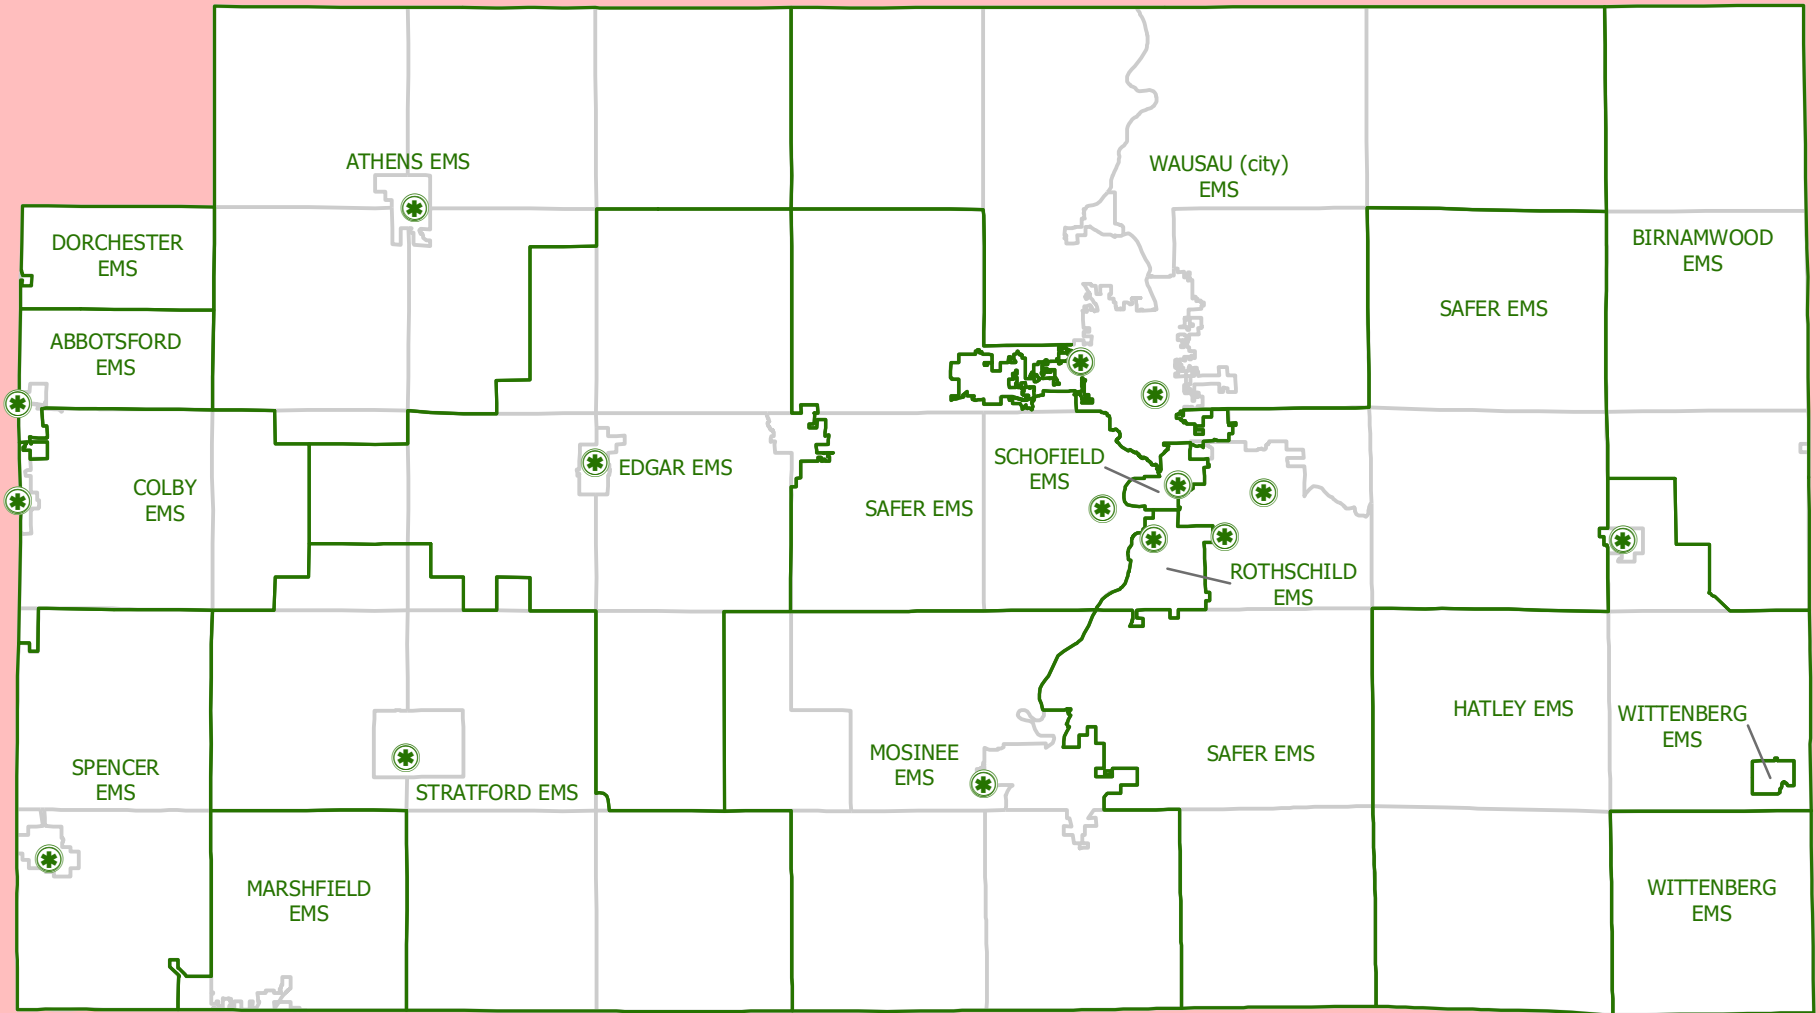 ATHENS EMS
WAUSAU (city)
EMS
DORCHESTER
EMS
BIRNAMWOOD
EMS
SAFER EMS
ABBOTSFORD
EMS
SCHOFIELD
EMS
EDGAR EMS
COLBY
EMS
SAFER EMS
ROTHSCHILD
EMS
HATLEY EMS
WITTENBERG
EMS
MOSINEE
EMS
SAFER EMS
SPENCER
EMS
STRATFORD EMS
MARSHFIELD
EMS
WITTENBERG
EMS